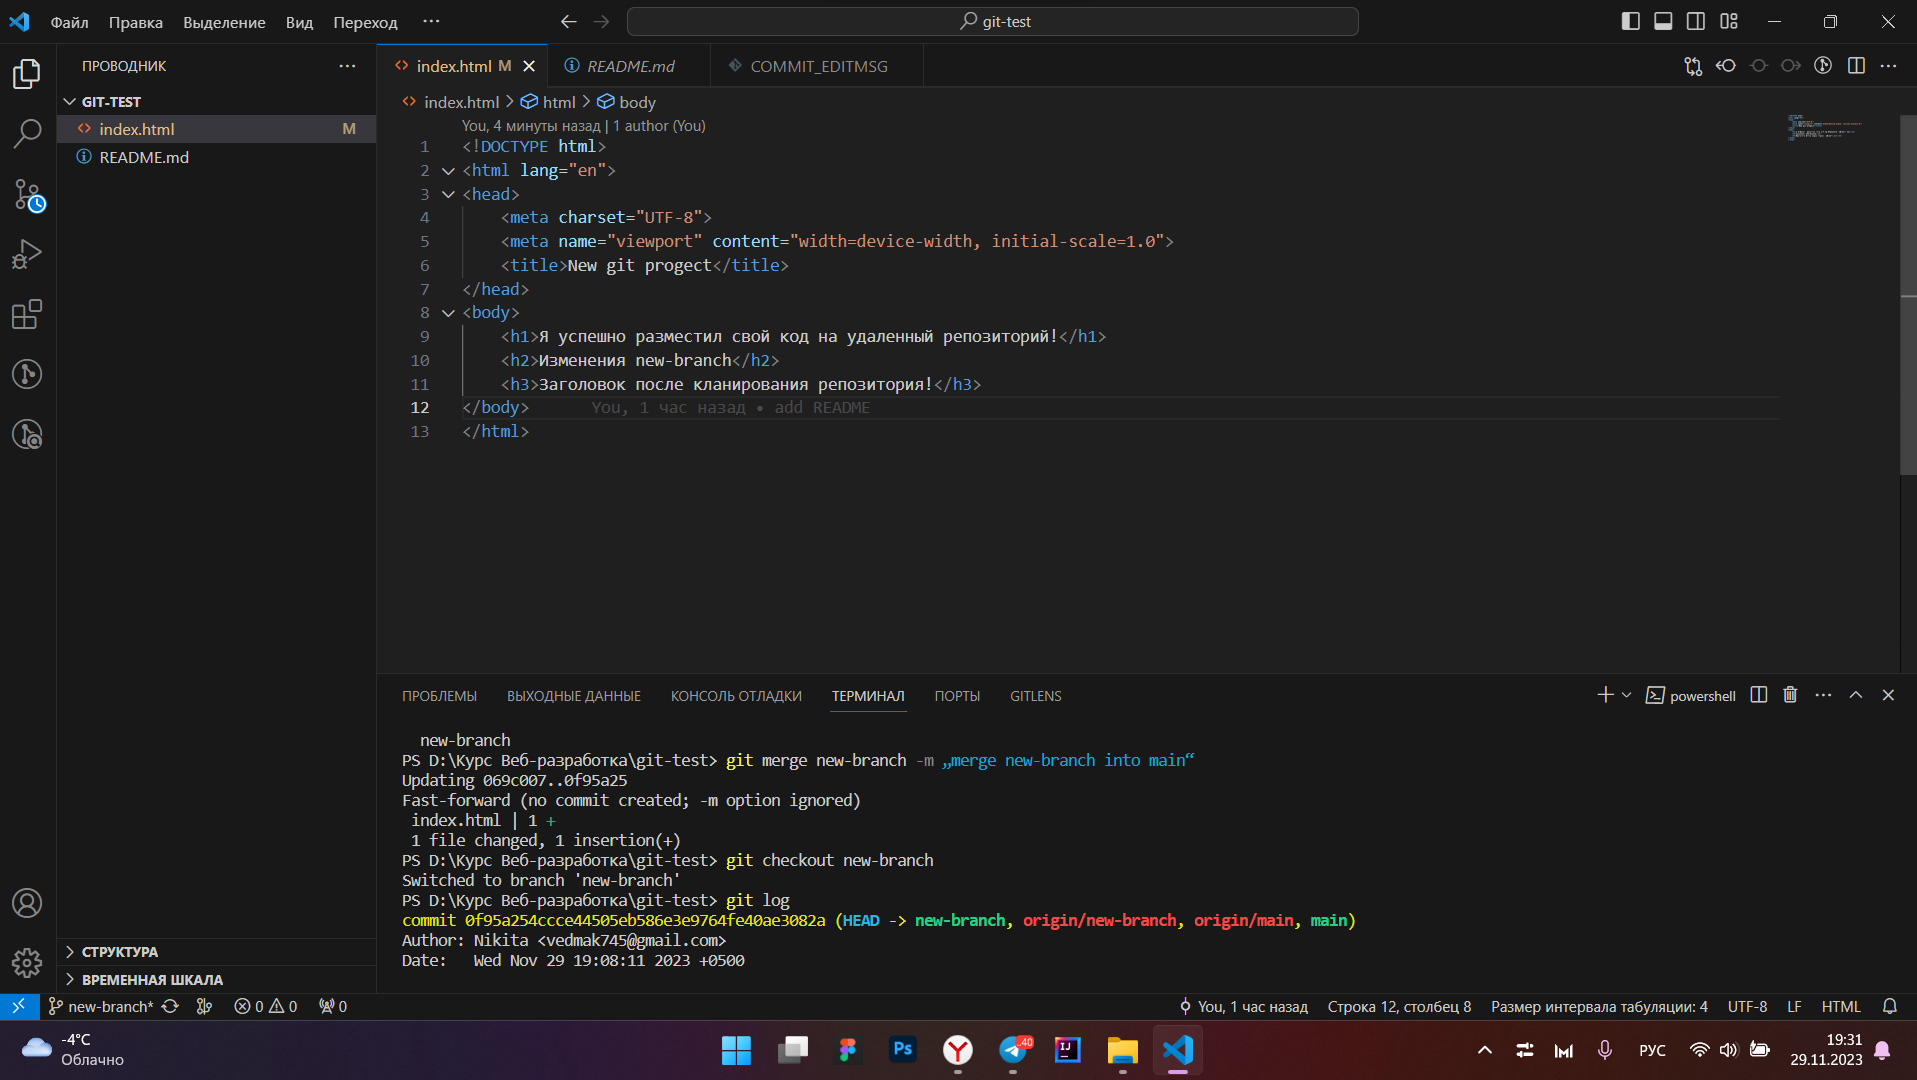 Файл Правка Выделение Вид Переход ··· git-test
ПРОВОДНИК ···
GIT-TEST
index.html M
README.md
СТРУКТУРА
ВРЕМЕННАЯ ШКАЛА
index.html M README.md COMMIT_EDITMSG
index.html > html > body
You, 4 минуты назад | 1 author (You)
1 <!DOCTYPE html>
2 <html lang="en">
3 <head>
4 <meta charset="UTF-8">
5 <meta name="viewport" content="width=device-width, initial-scale=1.0">
6 <title>New git progect</title>
7 </head>
8 <body>
9 <h1>Я успешно разместил свой код на удаленный репозиторий!</h1>
10 <h2>Изменения new-branch</h2>
11 <h3>Заголовок после кланирования репозитория!</h3>
12 </body> You, 1 час назад • add README
13 </html>
ПРОБЛЕМЫ ВЫХОДНЫЕ ДАННЫЕ КОНСОЛЬ ОТЛАДКИ ТЕРМИНАЛ ПОРТЫ GITLENS powershell
new-branch
PS D:\Курс Веб-разработка\git-test> git merge new-branch -m „merge new-branch into main“
Updating 069c007..0f95a25
Fast-forward (no commit created; -m option ignored)
index.html | 1 +
1 file changed, 1 insertion(+)
PS D:\Курс Веб-разработка\git-test> git checkout new-branch
Switched to branch 'new-branch'
PS D:\Курс Веб-разработка\git-test> git log
commit 0f95a254ccce44505eb586e3e9764fe40ae3082a (HEAD -> new-branch, origin/new-branch, origin/main, main)
Author: Nikita <vedmak745@gmail.com>
Date: Wed Nov 29 19:08:11 2023 +0500
new-branch* 0 0 0 You, 1 час назад Строка 12, столбец 8 Размер интервала табуляции: 4 UTF-8 LF HTML
-4°C
Облачно
Ps
40
IJ
РУС
19:31
29.11.2023